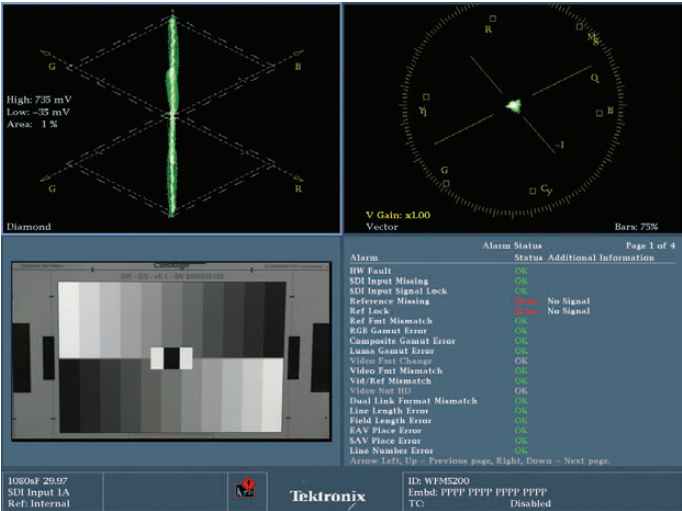 G
B
High: 735 mV
Low: -35 mV
Area: 1 %
G
R
Diamond
R
Q
B
-I
G
Cy
V Gain: x1.00
Vector
Bars: 75%
Alarm Status Page 1 of 4
Alarm Status Additional Information
HW Fault OK
SDI Input Missing OK
SDI Input Signal Lock OK
Reference Missing Error No Signal
Ref Lock Error No Signal
Ref Fmt Mismatch OK
RGB Gamut Error OK
Composite Gamut Error OK
Luma Gamut Error OK
Video Fmt Change OK
Video Fmt Mismatch OK
Vid/Ref Mismatch OK
Video Not HD OK
Dual Link Format Mismatch OK
Line Length Error OK
Field Length Error OK
EAV Place Error OK
SAV Place Error OK
Line Number Error OK
Arrow Left, Up - Previous page, Right, Down - Next page.
1080sF 29.97
SDI Input 1A
Ref: Internal
Tektronix
ID: WFM5200
Embd: PPPP PPPP PPPP PPPP
TC: Disabled